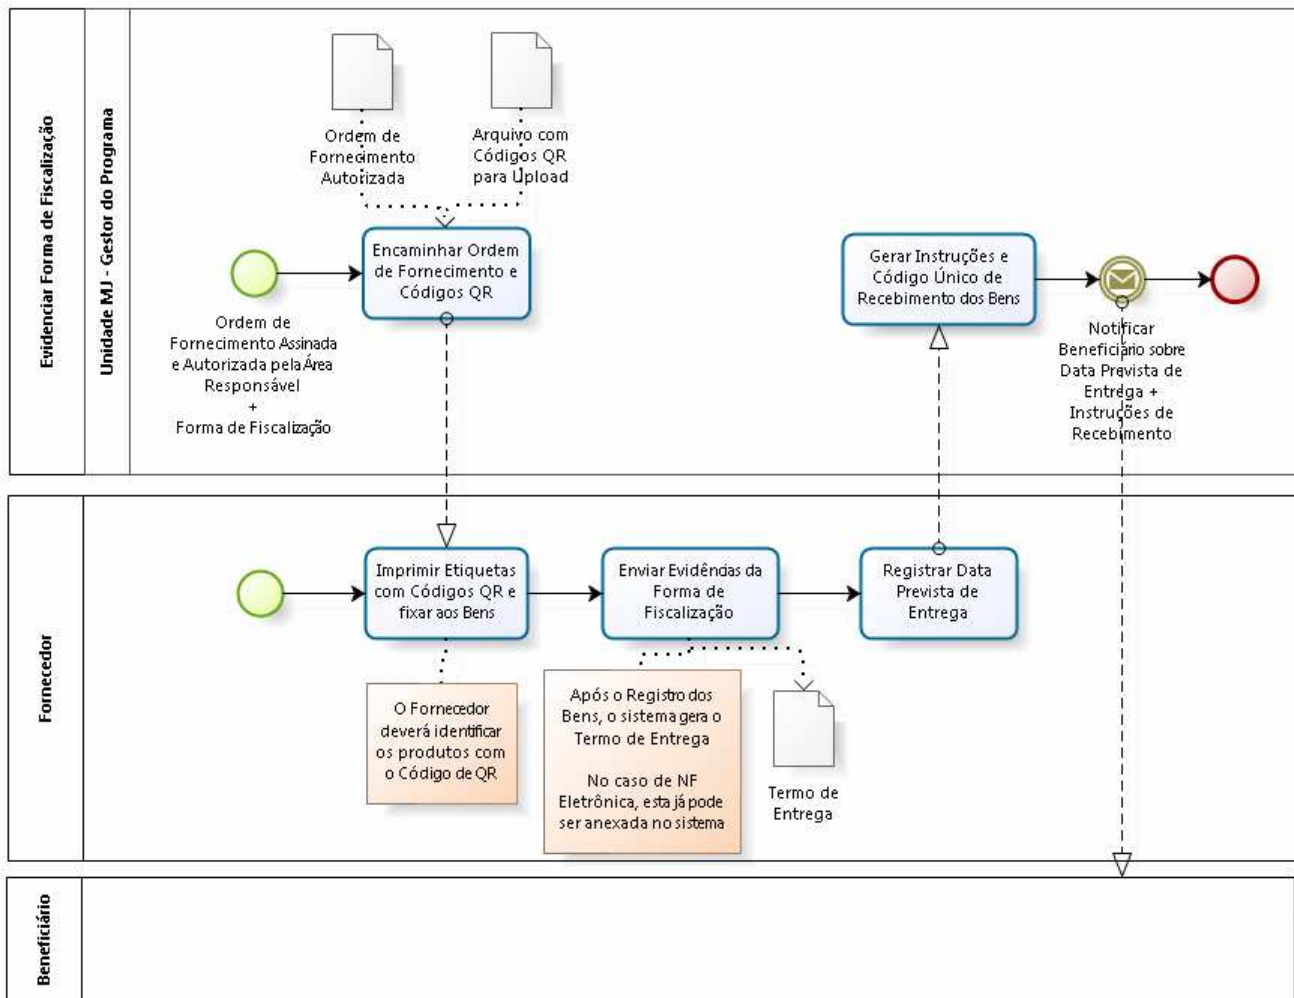 Evidenciar Forma de Fiscalização
Unidade MJ - Gestor do Programa
Ordem de
Fornecimento
Autorizada
Arquivo com
Códigos QR
para Upload
Encaminhar Ordem
de Fornecimento e
Códigos QR
Ordem de
Fornecimento Assinada
e Autorizada pela Área
Responsável
+
Forma de Fiscalização
Gerar Instruções e
Código Único de
Recebimento dos Bens
Notificar
Beneficiário sobre
Data Prevista de
Entrega +
Instruções de
Recebimento
Fornecedor
Imprimir Etiquetas
com Códigos QR e
fixar aos Bens
Enviar Evidências da
Forma de
Fiscalização
Registrar Data
Prevista de
Entrega
O Fornecedor
deverá identificar
os produtos com
o Código de QR
Após o Registro dos
Bens, o sistema gera o
Termo de Entrega
No caso de NF
Eletrônica, esta já pode
ser anexada no sistema
Termo de
Entrega
Beneficiário